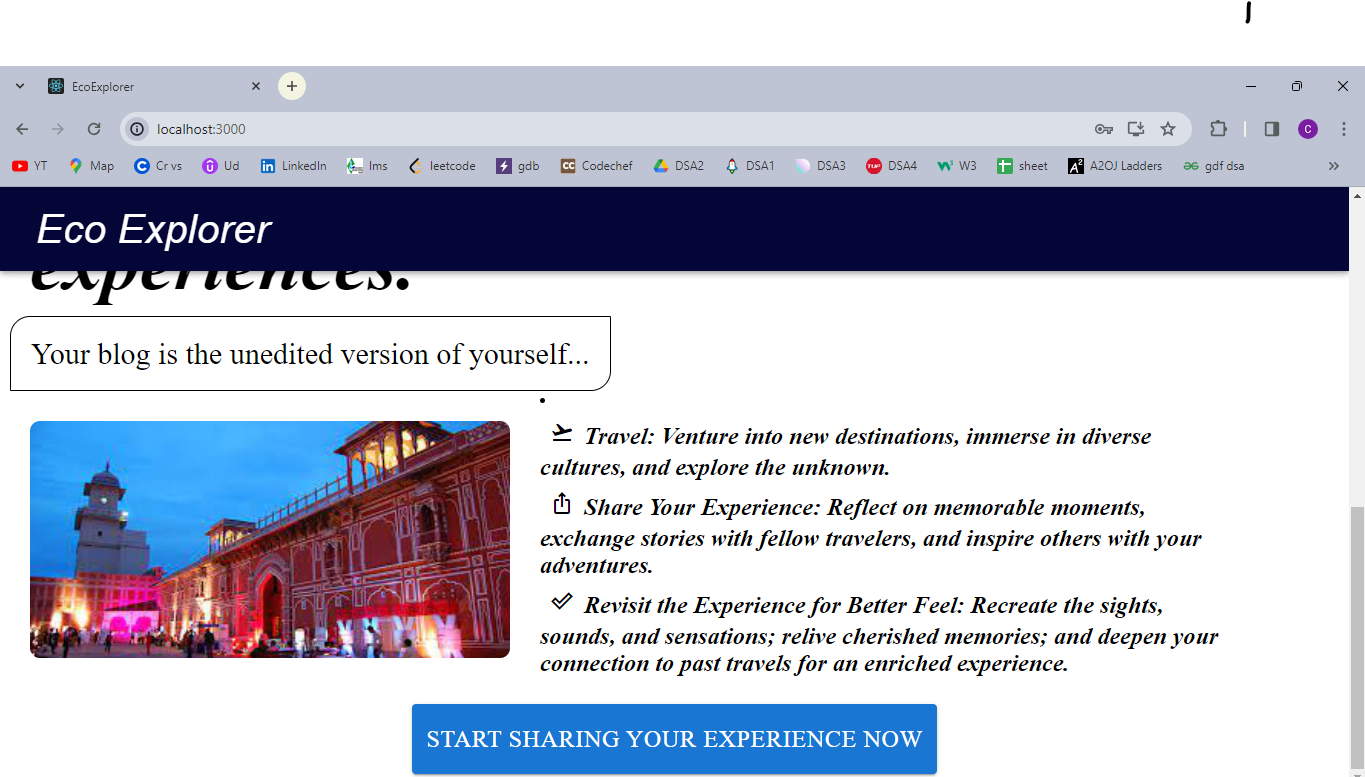 EcoExplorer
localhost:3000
C
YT Map Cr vs Ud LinkedIn lms leetcode gdb Codechef DSA2 DSA1 DSA3 DSA4 W3 sheet A2OJ Ladders gdf dsa
Eco Explorer
experiences.
Your blog is the unedited version of yourself...
Travel: Venture into new destinations, immerse in diverse
cultures, and explore the unknown.
Share Your Experience: Reflect on memorable moments,
exchange stories with fellow travelers, and inspire others with your
adventures.
Revisit the Experience for Better Feel: Recreate the sights,
sounds, and sensations; relive cherished memories; and deepen your
connection to past travels for an enriched experience.
START SHARING YOUR EXPERIENCE NOW